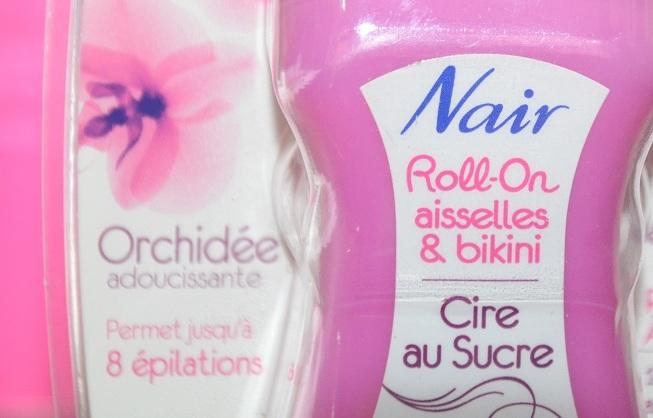 Orchidée
adoucissante
Permet jusqu'à
8 épilations
Nair
Roll-On
aisselles
& bikini
Cire
au Sucre